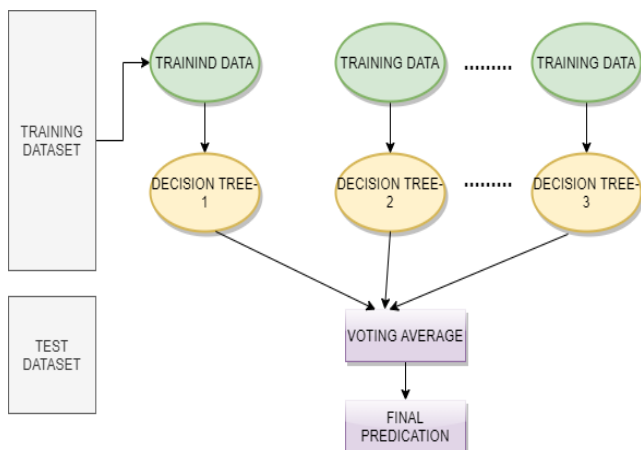 TRAINING
DATASET
TRAININD DATA
TRAINING DATA
.........
TRAINING DATA
DECISION TREE-
1
DECISION TREE-
2
.........
DECISION TREE-
3
VOTING AVERAGE
TEST
DATASET
FINAL
PREDICATION